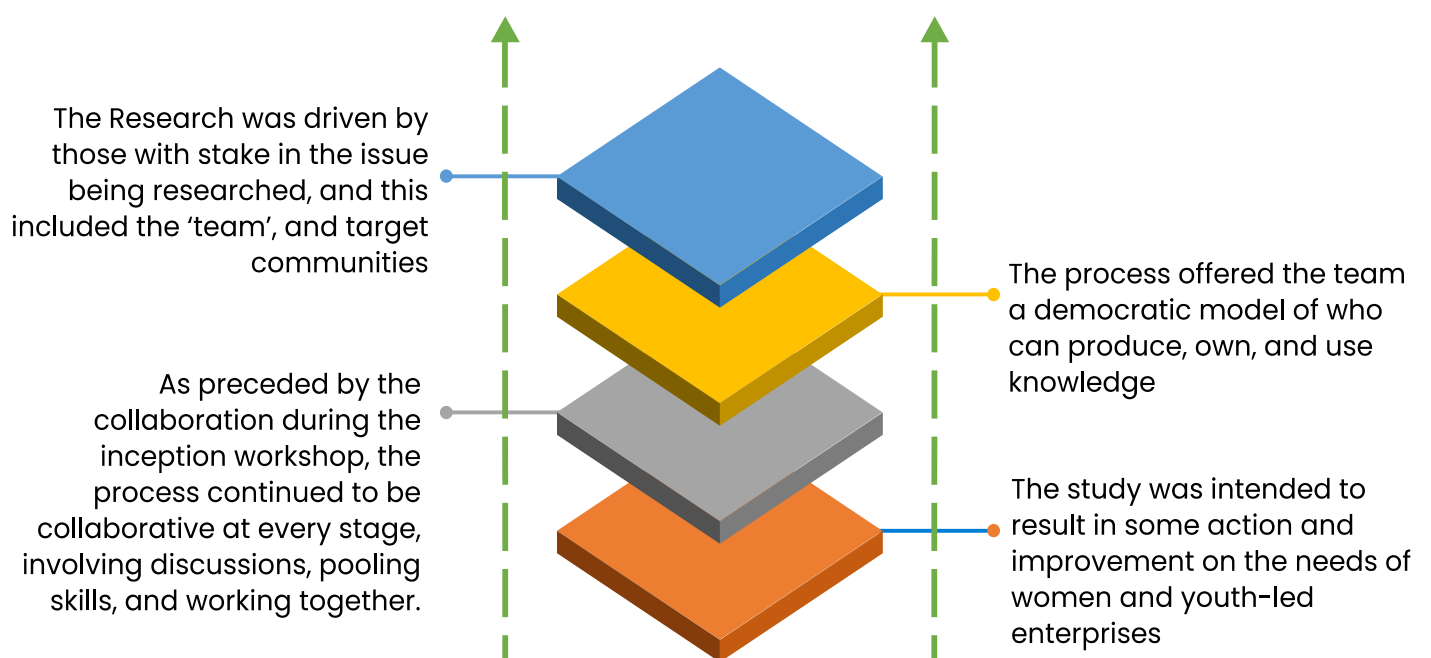 The Research was driven by
those with stake in the issue
being researched, and this
included the ‘team’, and target
communities
The process offered the team
a democratic model of who
can produce, own, and use
knowledge
As preceded by the
collaboration during the
inception workshop, the
process continued to be
collaborative at every stage,
involving discussions, pooling
skills, and working together.
The study was intended to
result in some action and
improvement on the needs of
women and youth-led
enterprises